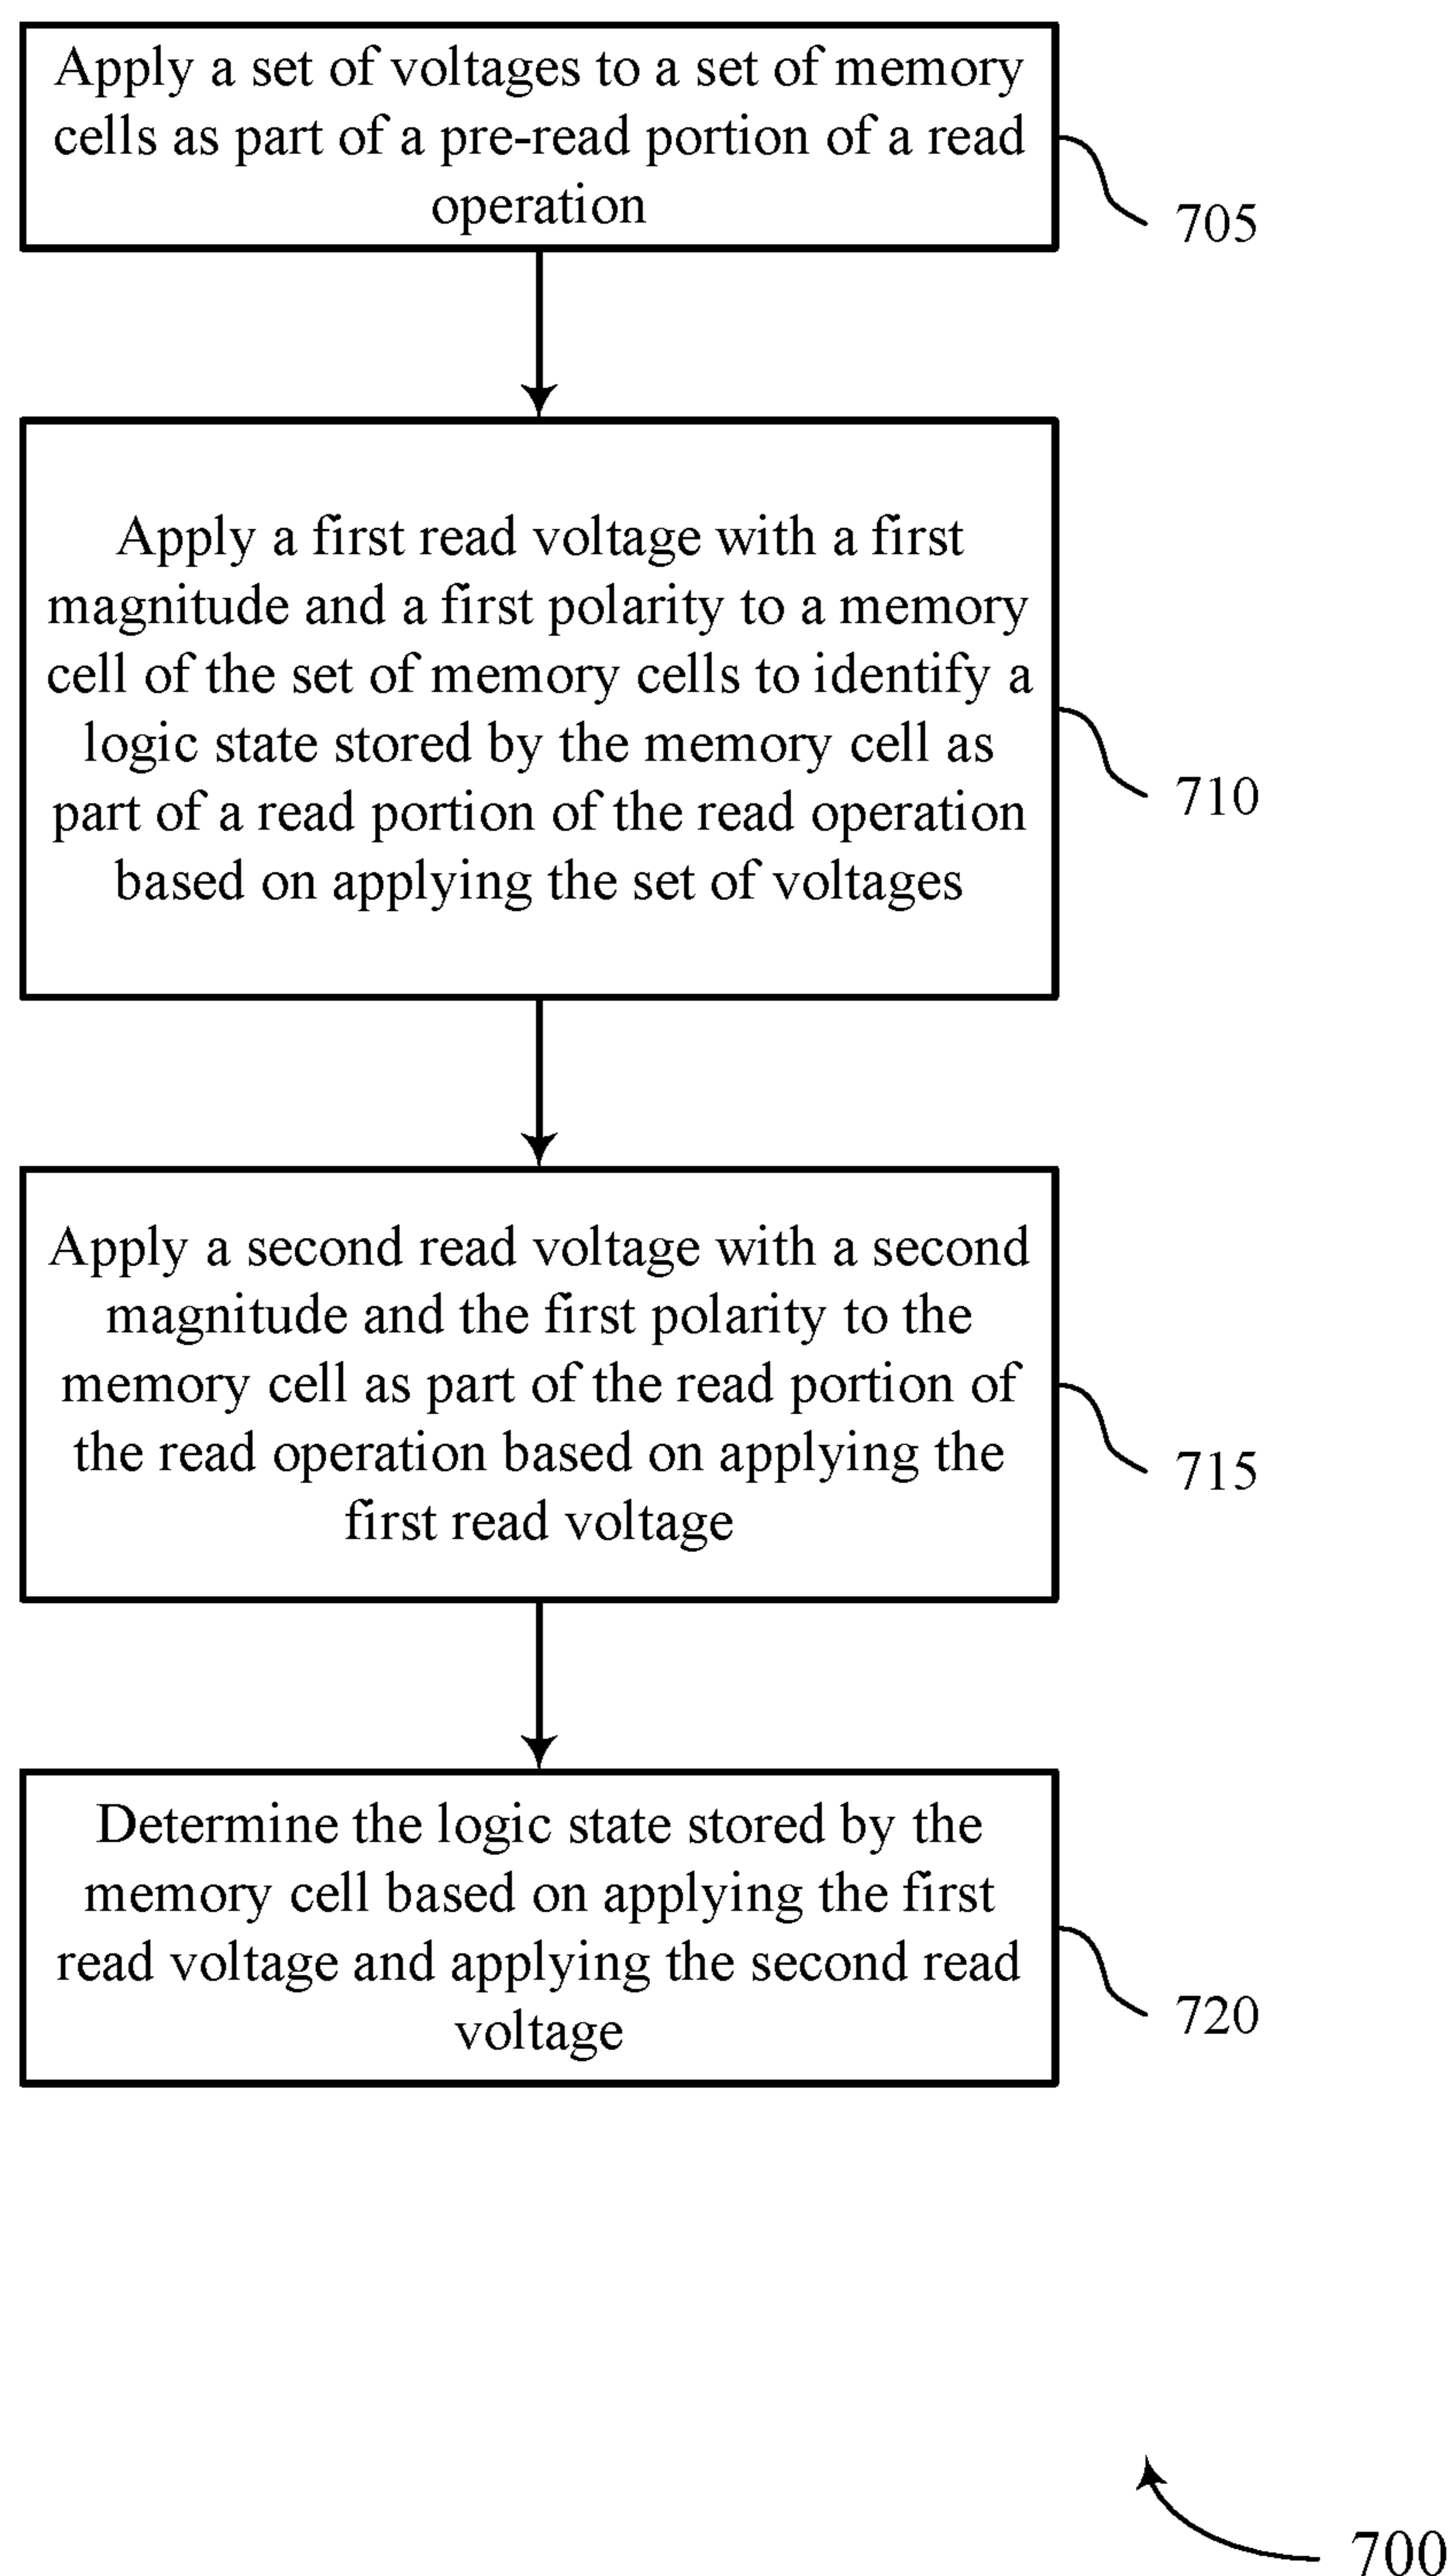 Apply a set of voltages to a set of memory
cells as part of a pre-read portion of a read
operation
705
Apply a first read voltage with a first
magnitude and a first polarity to a memory
cell of the set of memory cells to identify a
logic state stored by the memory cell as
part of a read portion of the read operation
based on applying the set of voltages
710
Apply a second read voltage with a second
magnitude and the first polarity to the
memory cell as part of the read portion of
the read operation based on applying the
first read voltage
715
Determine the logic state stored by the
memory cell based on applying the first
read voltage and applying the second read
voltage
720
700